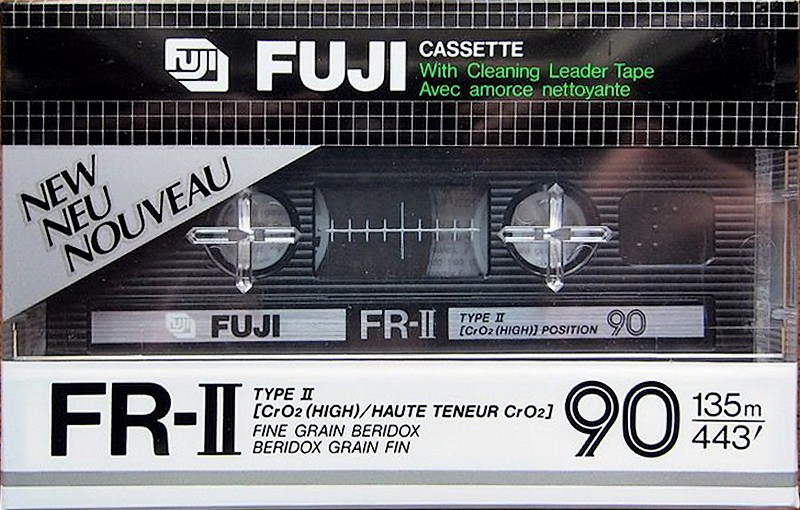 FUJI
FUJI
CASSETTE
With Cleaning Leader Tape
Avec amorce nettoyante
NEW
NEU
NOUVEAU
FUJI
FUJI
FR-II
TYPE II
[CrO2 (HIGH)] POSITION
90
FR-II
TYPE II
[CrO2 (HIGH)/HAUTE TENEUR CrO2]
FINE GRAIN BERIDOX
BERIDOX GRAIN FIN
90
135m
443′